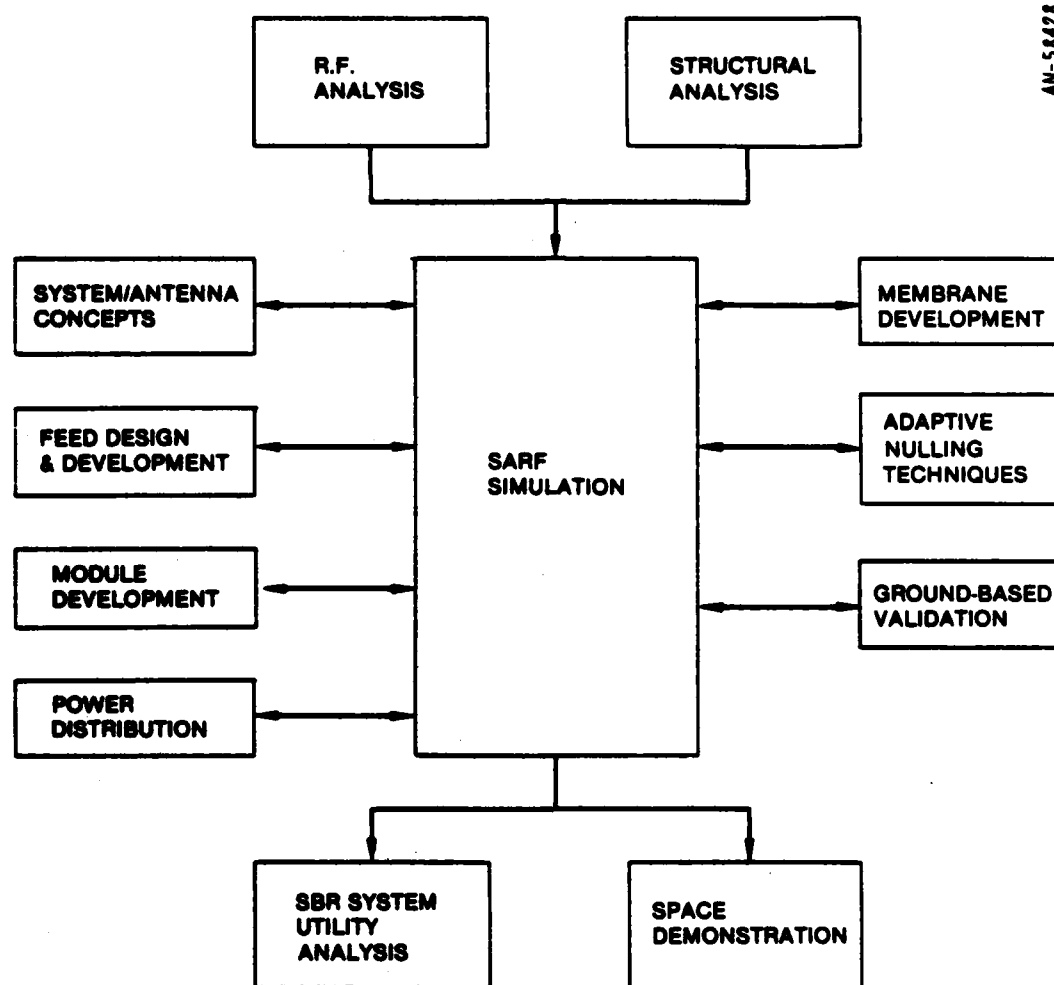 AN-58428
R.F.
ANALYSIS
STRUCTURAL
ANALYSIS
SYSTEM/ANTENNA
CONCEPTS
MEMBRANE
DEVELOPMENT
FEED DESIGN
& DEVELOPMENT
SARF
SIMULATION
ADAPTIVE
NULLING
TECHNIQUES
MODULE
DEVELOPMENT
GROUND-BASED
VALIDATION
POWER
DISTRIBUTION
SBR SYSTEM
UTILITY
ANALYSIS
SPACE
DEMONSTRATION